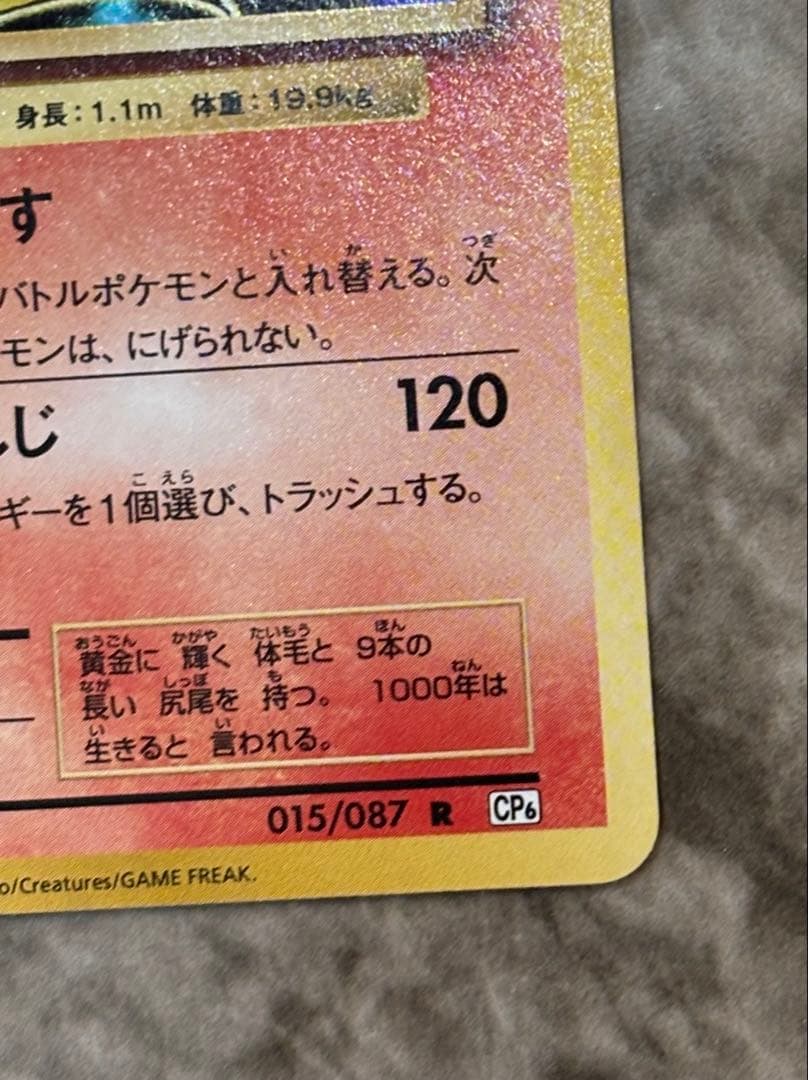 身長：1.1m 体重：19.9kg
す
バトルポケモンと入れ替える。次
モンは、にげられない。
んじ 120
ギーを1個選び、トラッシュする。
黄金に 輝く 体毛と 9本の
長い 尻尾を 持つ。 1000年は
生きると 言われる。
015/087 R CP6
o/Creatures/GAME FREAK.